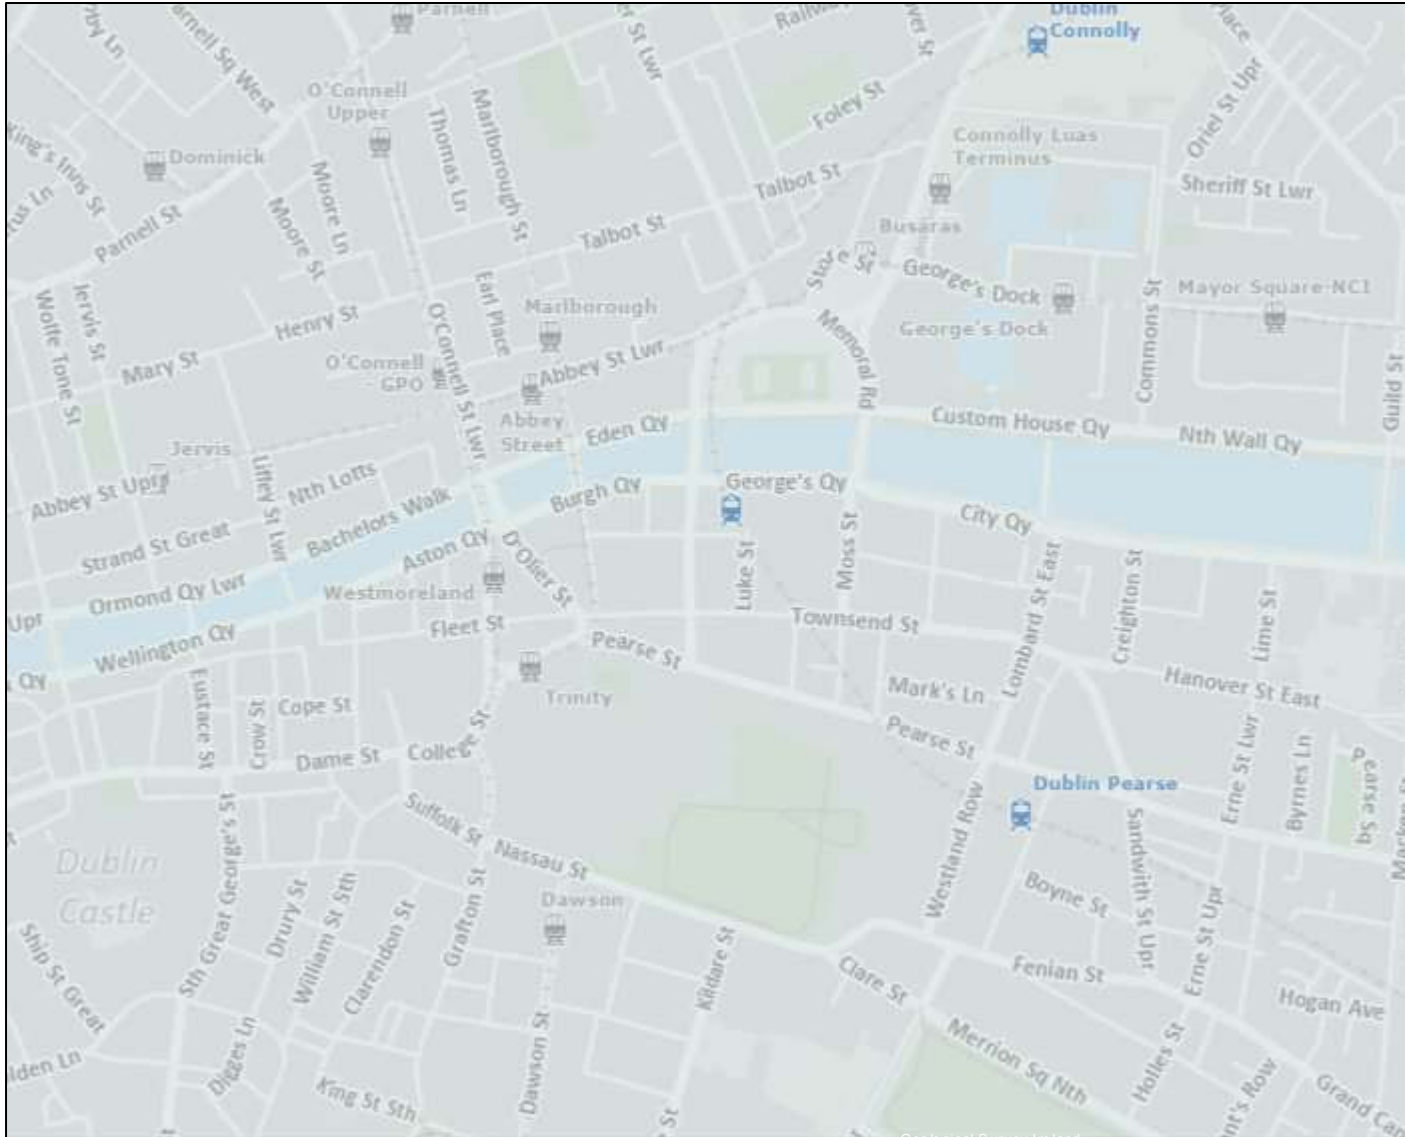 Parnell
Dublin
Connolly
Parnell Sq West
O'Connell
Upper
Foley St
Oriel St Upr
Connolly Luas
Terminus
Dominick
King's Inns St
Thomas Ln
Marlborough St
Moore Ln
Moore St
Talbot St
Sheriff St Lwr
Parnell St
Talbot St
Busaras
Store St
George's Dock
Mayor Square-NCI
Jervis St
Wolfe Tone St
Henry St
Earl Place
Marlborough
George's Dock
Commons St
Memoral Rd
O'Connell St Lwr
Mary St
O'Connell
- GPO
Abbey St Lwr
Guild St
Abbey
Street
Eden Qy
Custom House Qy
Nth Wall Qy
Jervis
Abbey St Upr
Liffey St Lwr
Nth Lotts
Bachelors Walk
Burgh Qy
George's Qy
City Qy
Strand St Great
Aston Qy
D'Olier St
Luke St
Moss St
Lombard St East
Creighton St
Lime St
Ormond Qy Lwr
Westmoreland
Upr
Fleet St
Townsend St
Wellington Qy
Pearse St
Qy
Hanover St East
Eustace St
Crow St
Cope St
Trinity
Mark's Ln
Pearse St
Dame St
College St
Erne St Lwr
Byrnes Ln
Pearse Sq
Dublin Pearse
Suffolk St
Westland Row
Sandwith St Upr
Nassau St
Dublin
Castle
Sth Great George's St
Drury St
William St Sth
Clarendon St
Grafton St
Dawson
Boyne St
Erne St Upr
Ship St Great
Kildare St
Clare St
Fenian St
Hogan Ave
Digges Ln
Dawson St
Merrion Sq Nth
Holles St
King St Sth
St